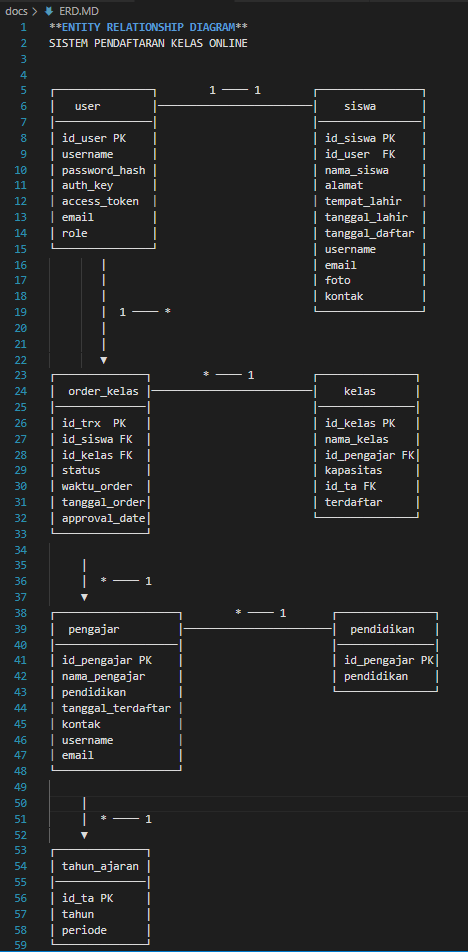 docs > ERD.MD
1 **ENTITY RELATIONSHIP DIAGRAM**
2 SISTEM PENDAFTARAN KELAS ONLINE
3
4
5 1 ── 1
6 user siswa
7
8 id_user PK id_siswa PK
9 username id_user FK
10 password_hash nama_siswa
11 auth_key alamat
12 access_token tempat_lahir
13 email tanggal_lahir
14 role tanggal_daftar
15 username
16 email
17 foto
18 kontak
19 1 ── *
20
21
22 ▼
23 * ── 1
24 order_kelas kelas
25
26 id_trx PK id_kelas PK
27 id_siswa FK nama_kelas
28 id_kelas FK id_pengajar FK
29 status kapasitas
30 waktu_order id_ta FK
31 tanggal_order terdaftar
32 approval_date
33
34
35
36 * ── 1
37 ▼
38 * ── 1
39 pengajar pendidikan
40
41 id_pengajar PK id_pengajar PK
42 nama_pengajar pendidikan
43 pendidikan
44 tanggal_terdaftar
45 kontak
46 username
47 email
48
49
50
51 * ── 1
52 ▼
53
54 tahun_ajaran
55
56 id_ta PK
57 tahun
58 periode
59